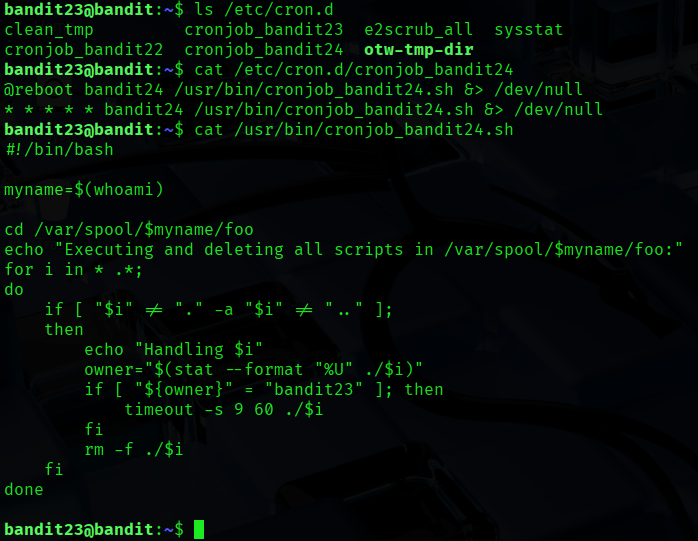 bandit23@bandit:~$ ls /etc/cron.d
clean_tmp         cronjob_bandit23  e2scrub_all  sysstat
cronjob_bandit22  cronjob_bandit24  otw-tmp-dir
bandit23@bandit:~$ cat /etc/cron.d/cronjob_bandit24
@reboot bandit24 /usr/bin/cronjob_bandit24.sh &> /dev/null
* * * * * bandit24 /usr/bin/cronjob_bandit24.sh &> /dev/null
bandit23@bandit:~$ cat /usr/bin/cronjob_bandit24.sh
#!/bin/bash

myname=$(whoami)

cd /var/spool/$myname/foo
echo "Executing and deleting all scripts in /var/spool/$myname/foo:"
for i in * .*;
do
    if [ "$i" != "." -a "$i" != ".." ];
    then
        echo "Handling $i"
        owner="$(stat --format "%U" ./$i)"
        if [ "${owner}" = "bandit23" ]; then
            timeout -s 9 60 ./$i
        fi
        rm -f ./$i
    fi
done

bandit23@bandit:~$